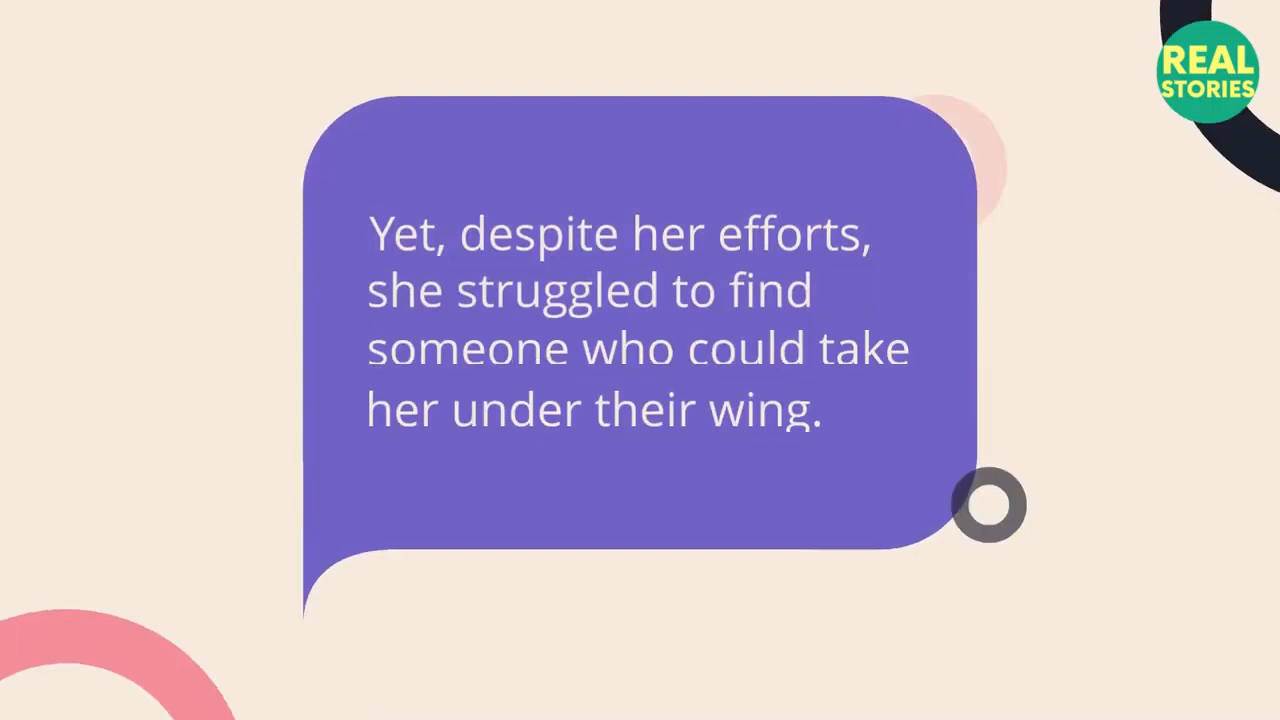 REAL
STORIES
Yet, despite her efforts,
she struggled to find
someone who could take
her under their wing.